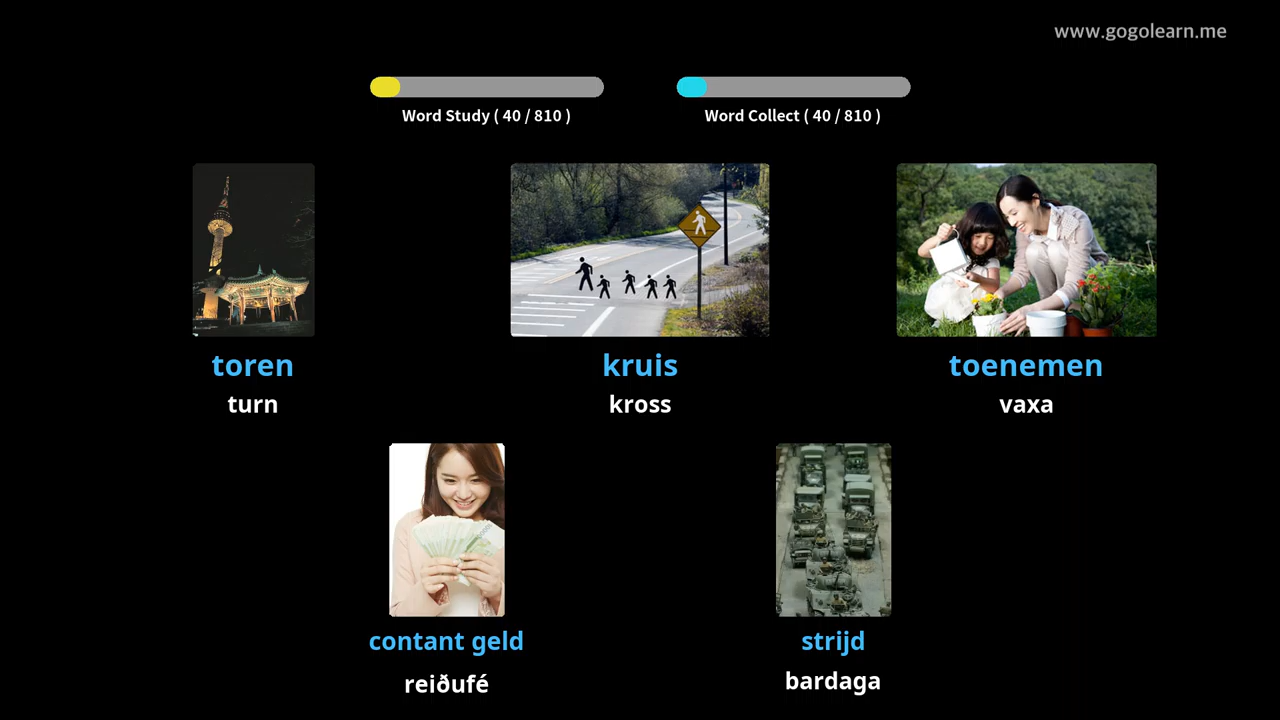 www.gogolearn.me
Word Study ( 40 / 810 )
Word Collect ( 40 / 810 )
toren
turn
kruis
kross
toenemen
vaxa
contant geld
reiðufé
strijd
bardaga